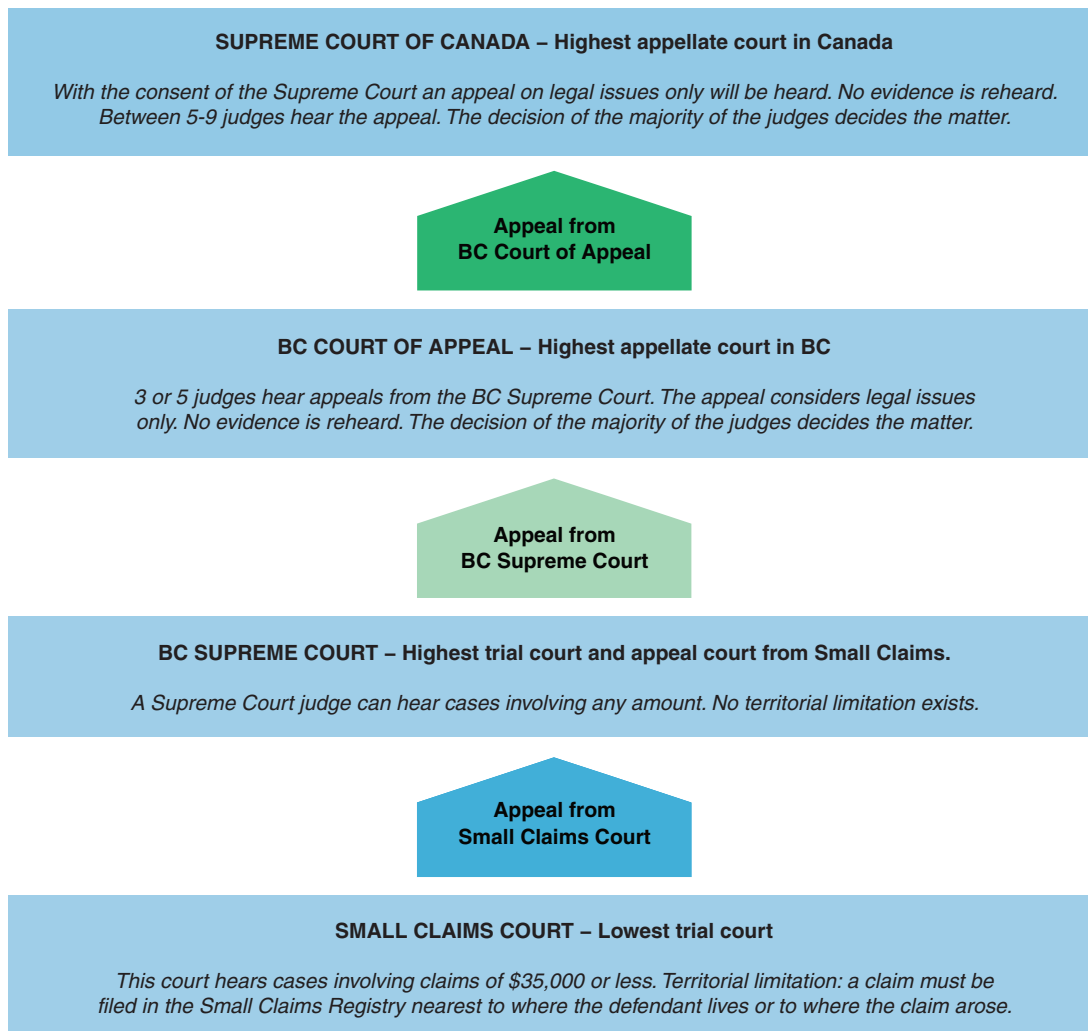 SUPREME COURT OF CANADA – Highest appellate court in Canada
With the consent of the Supreme Court an appeal on legal issues only will be heard. No evidence is reheard.
Between 5-9 judges hear the appeal. The decision of the majority of the judges decides the matter.
Appeal from
BC Court of Appeal
BC COURT OF APPEAL – Highest appellate court in BC
3 or 5 judges hear appeals from the BC Supreme Court. The appeal considers legal issues
only. No evidence is reheard. The decision of the majority of the judges decides the matter.
Appeal from
BC Supreme Court
BC SUPREME COURT – Highest trial court and appeal court from Small Claims.
A Supreme Court judge can hear cases involving any amount. No territorial limitation exists.
Appeal from
Small Claims Court
SMALL CLAIMS COURT – Lowest trial court
This court hears cases involving claims of $35,000 or less. Territorial limitation: a claim must be
filed in the Small Claims Registry nearest to where the defendant lives or to where the claim arose.